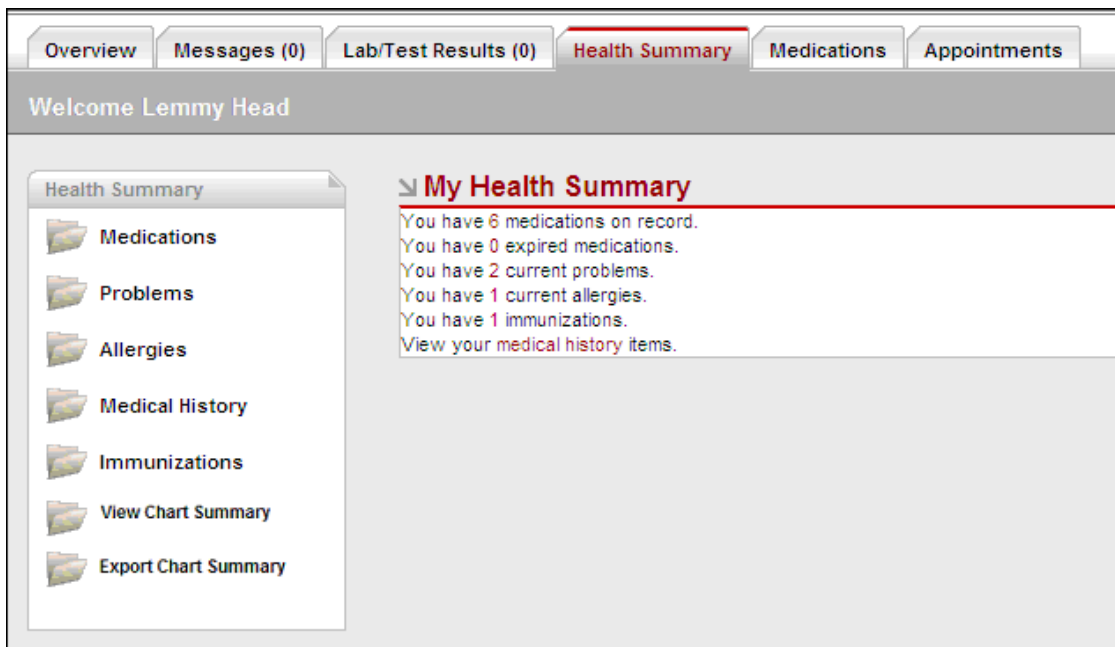 Overview
Messages (0)
Lab/Test Results (0)
Health Summary
Medications
Appointments
Welcome Lemmy Head
Health Summary
Medications
Problems
Allergies
Medical History
Immunizations
View Chart Summary
Export Chart Summary
My Health Summary
You have 6 medications on record.
You have 0 expired medications.
You have 2 current problems.
You have 1 current allergies.
You have 1 immunizations.
View your medical history items.